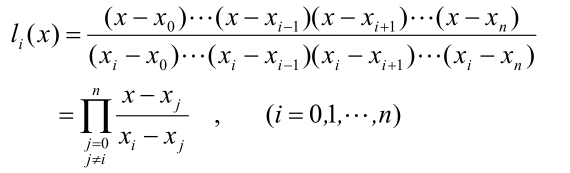 l_i(x) = \frac{(x-x_0)\cdots(x-x_{i-1})(x-x_{i+1})\cdots(x-x_n)}{(x_i-x_0)\cdots(x_i-x_{i-1})(x_i-x_{i+1})\cdots(x_i-x_n)}
= \prod_{\substack{j=0 \\ j\neq i}}^{n} \frac{x-x_j}{x_i-x_j} , (i=0,1,\cdots,n)